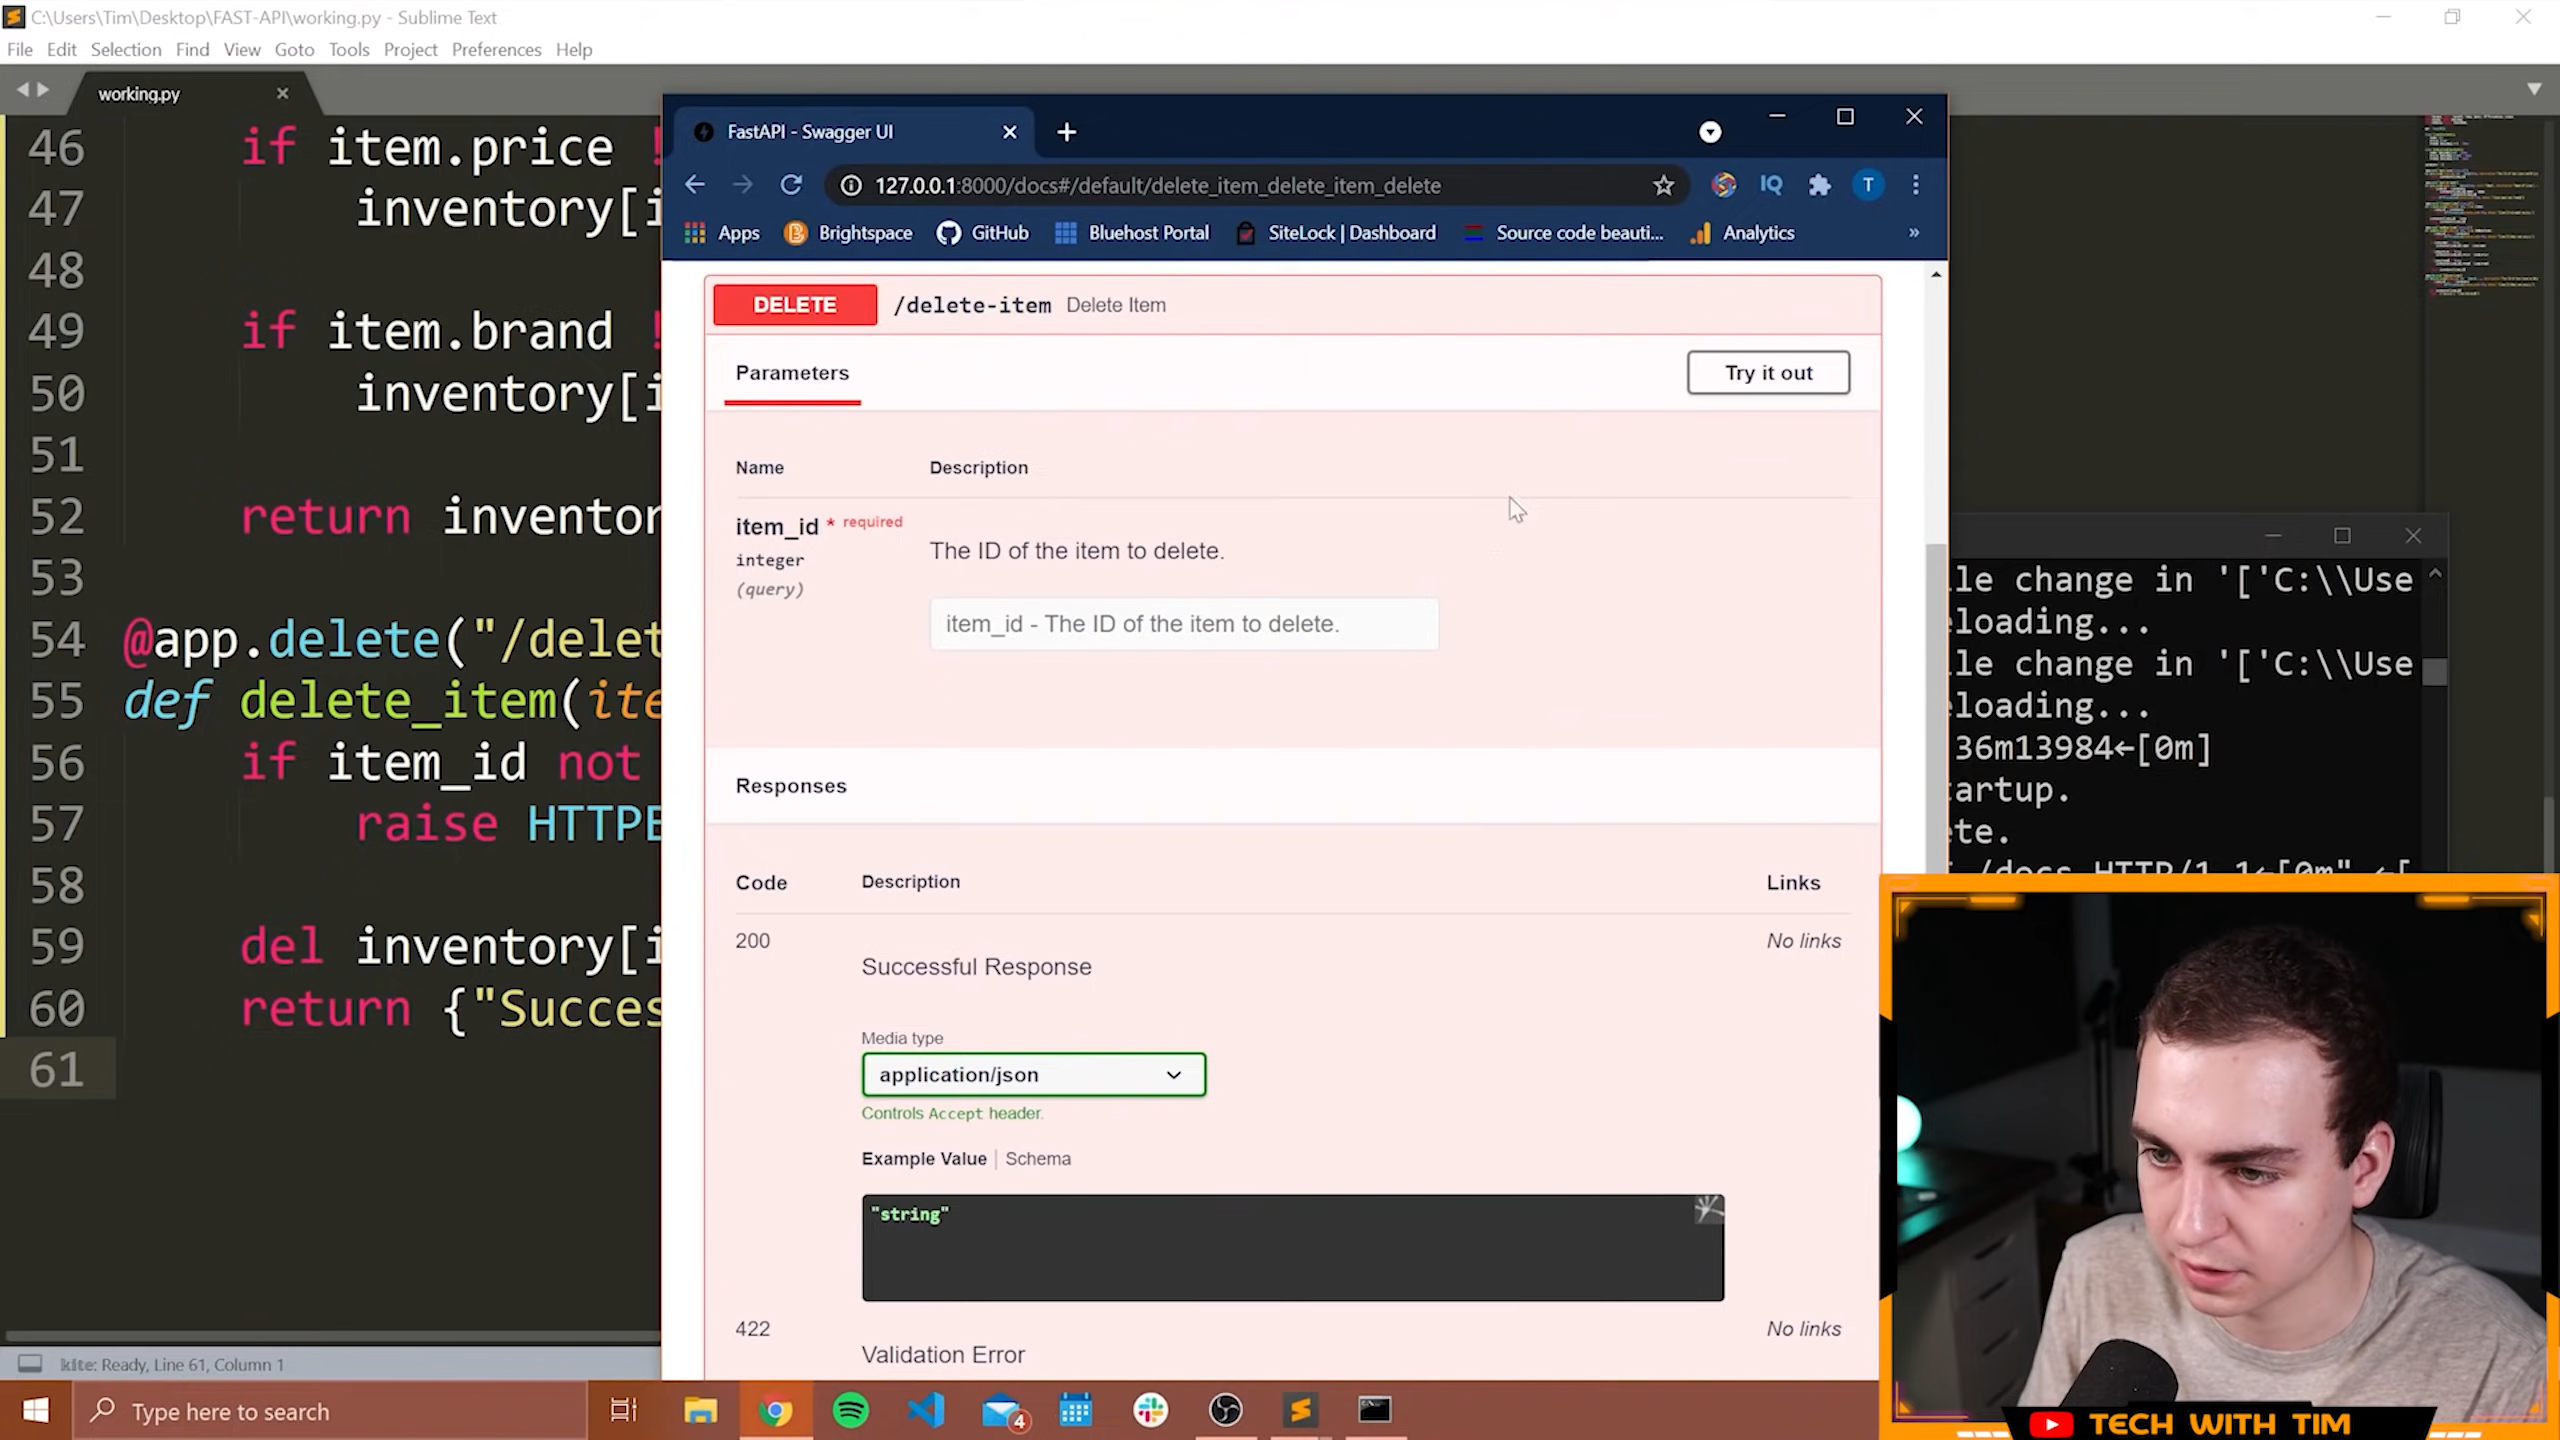 C:\Users\Tim\Desktop\FAST-API\working.py - Sublime Text
File Edit Selection Find View Goto Tools Project Preferences Help
working.py
46 if item.price !
47 inventory[i
48
49 if item.brand !
50 inventory[i
51
52 return inventor
53
54 @app.delete("/delet
55 def delete_item(ite
56 if item_id not
57 raise HTTPE
58
59 del inventory[i
60 return {"Succes
61
kite: Ready, Line 61, Column 1
FastAPI - Swagger UI
127.0.0.1:8000/docs#/default/delete_item_delete_item_delete
IQ
T
Apps Brightspace GitHub Bluehost Portal SiteLock | Dashboard Source code beauti... Analytics »
DELETE /delete-item Delete Item
Parameters
Try it out
Name Description
item_id * required
integer
(query)
The ID of the item to delete.
item_id - The ID of the item to delete.
Responses
Code Description Links
200 No links
Successful Response
Media type
application/json
Controls Accept header.
Example Value | Schema
"string"
422 No links
Validation Error
le change in '['C:\\Use
loading...
le change in '['C:\\Use
loading...
36m13984←[0m]
artup.
te.
/docs HTTP/1.1←[0m" ←[
Type here to search
4
TECH WITH TIM